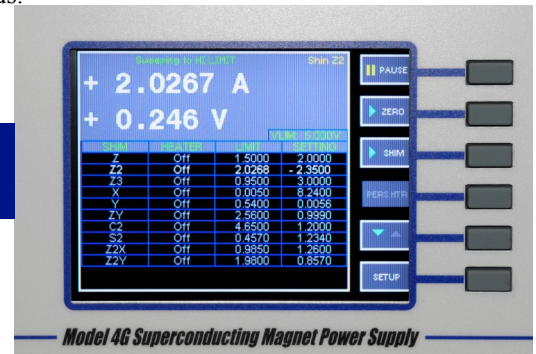 Sweeping to HI LIMIT Shim Z2
+ 2.0267 A
+ 0.246 V
VLIM: 5.000V
SHIM HEATER LIMIT SETTING
Z Off 1.5000 2.0000
Z2 Off 2.0268 - 2.3500
Z3 Off 0.9500 3.0000
X Off 0.0050 8.2400
Y Off 0.5400 0.0056
ZY Off 2.5600 0.9990
C2 Off 4.6500 1.2000
S2 Off 0.4570 1.2340
Z2X Off 0.9850 1.2600
Z2Y Off 1.9800 0.8570
PAUSE
ZERO
SHIM
PERS HTR
SETUP
Model 4G Superconducting Magnet Power Supply